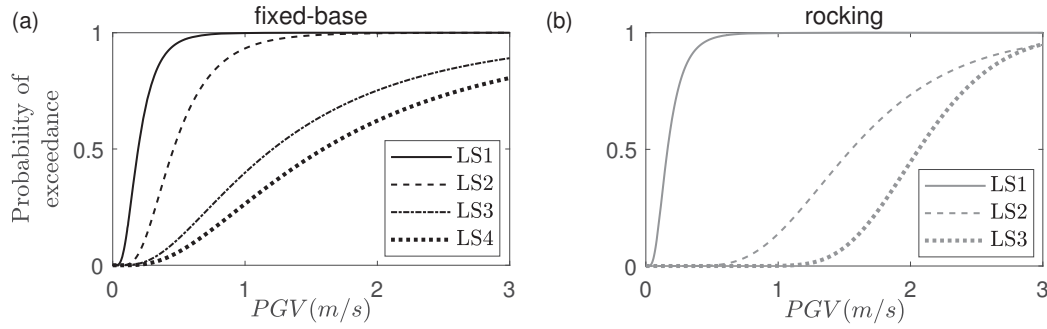 (a)
fixed-base
Probability of
exceedance
1
0.5
0
0
1
2
3
PGV(m/s)
LS1
LS2
LS3
LS4
(b)
rocking
1
0.5
0
0
1
2
3
PGV(m/s)
LS1
LS2
LS3